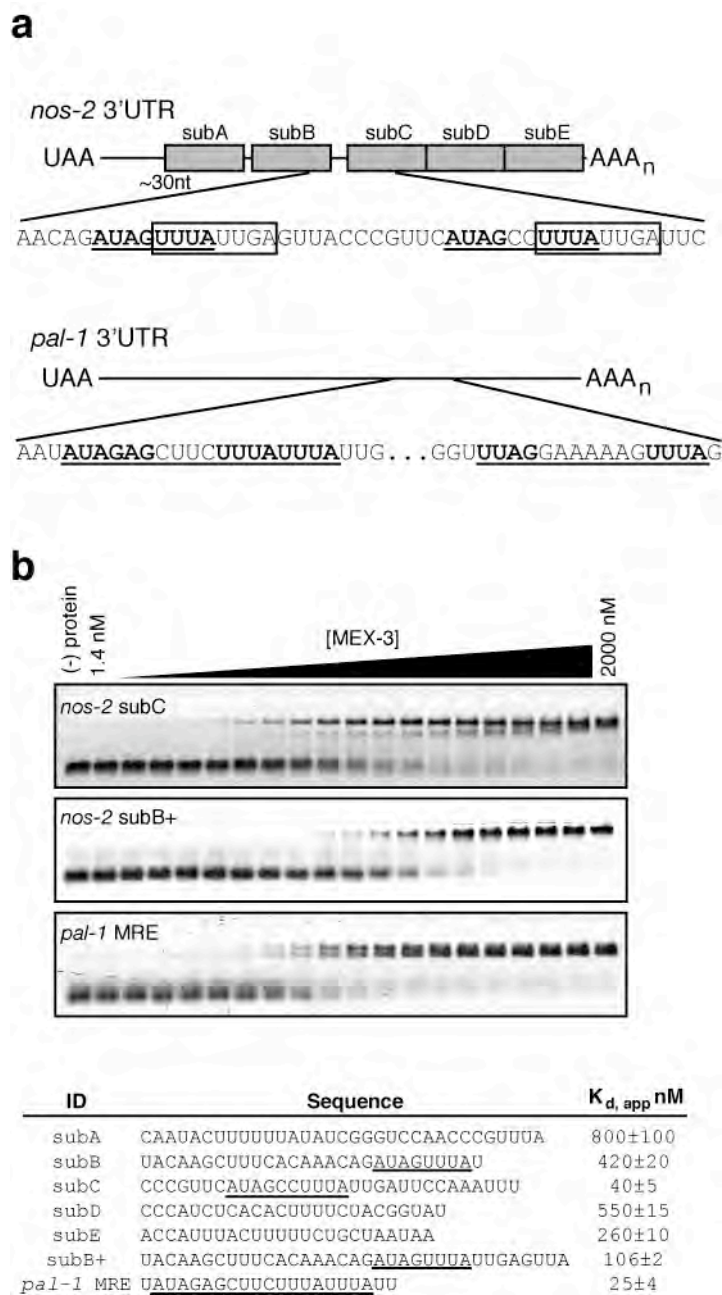 a
nos-2 3'UTR
subA subB subC subD subE
UAA AAAn
~30nt
AACAGAUAGUUUAUUGAGUUACCCGUUCAUAGCCUUUAUUGAUUC
pal-1 3'UTR
UAA AAAn
AAUAUAGAGCUUCUUUAUUUAUUG...GGUUUAGGAAAAAGUUUAG
b
(-) protein
1.4 nM
[MEX-3]
2000 nM
nos-2 subC
nos-2 subB+
pal-1 MRE
ID Sequence Kd, app nM
subA CAAUACUUUUUUAUAUCGGGUCCAACCCGUUUA 800±100
subB UACAAGCUUUCACAAACAGAUAGUUUAU 420±20
subC CCCGUUCAUAGCCUUUAUUGAUUCCAAAUUU 40±5
subD CCCAUCUCACACUUUUCUACGGUAU 550±15
subE ACCAUUUACUUUUUCUGCUAAUAA 260±10
subB+ UACAAGCUUUCACAAACAGAUAGUUUAUUGAGUUA 106±2
pal-1 MRE UAUAGAGCUUCUUUAUUUAUU 25±4